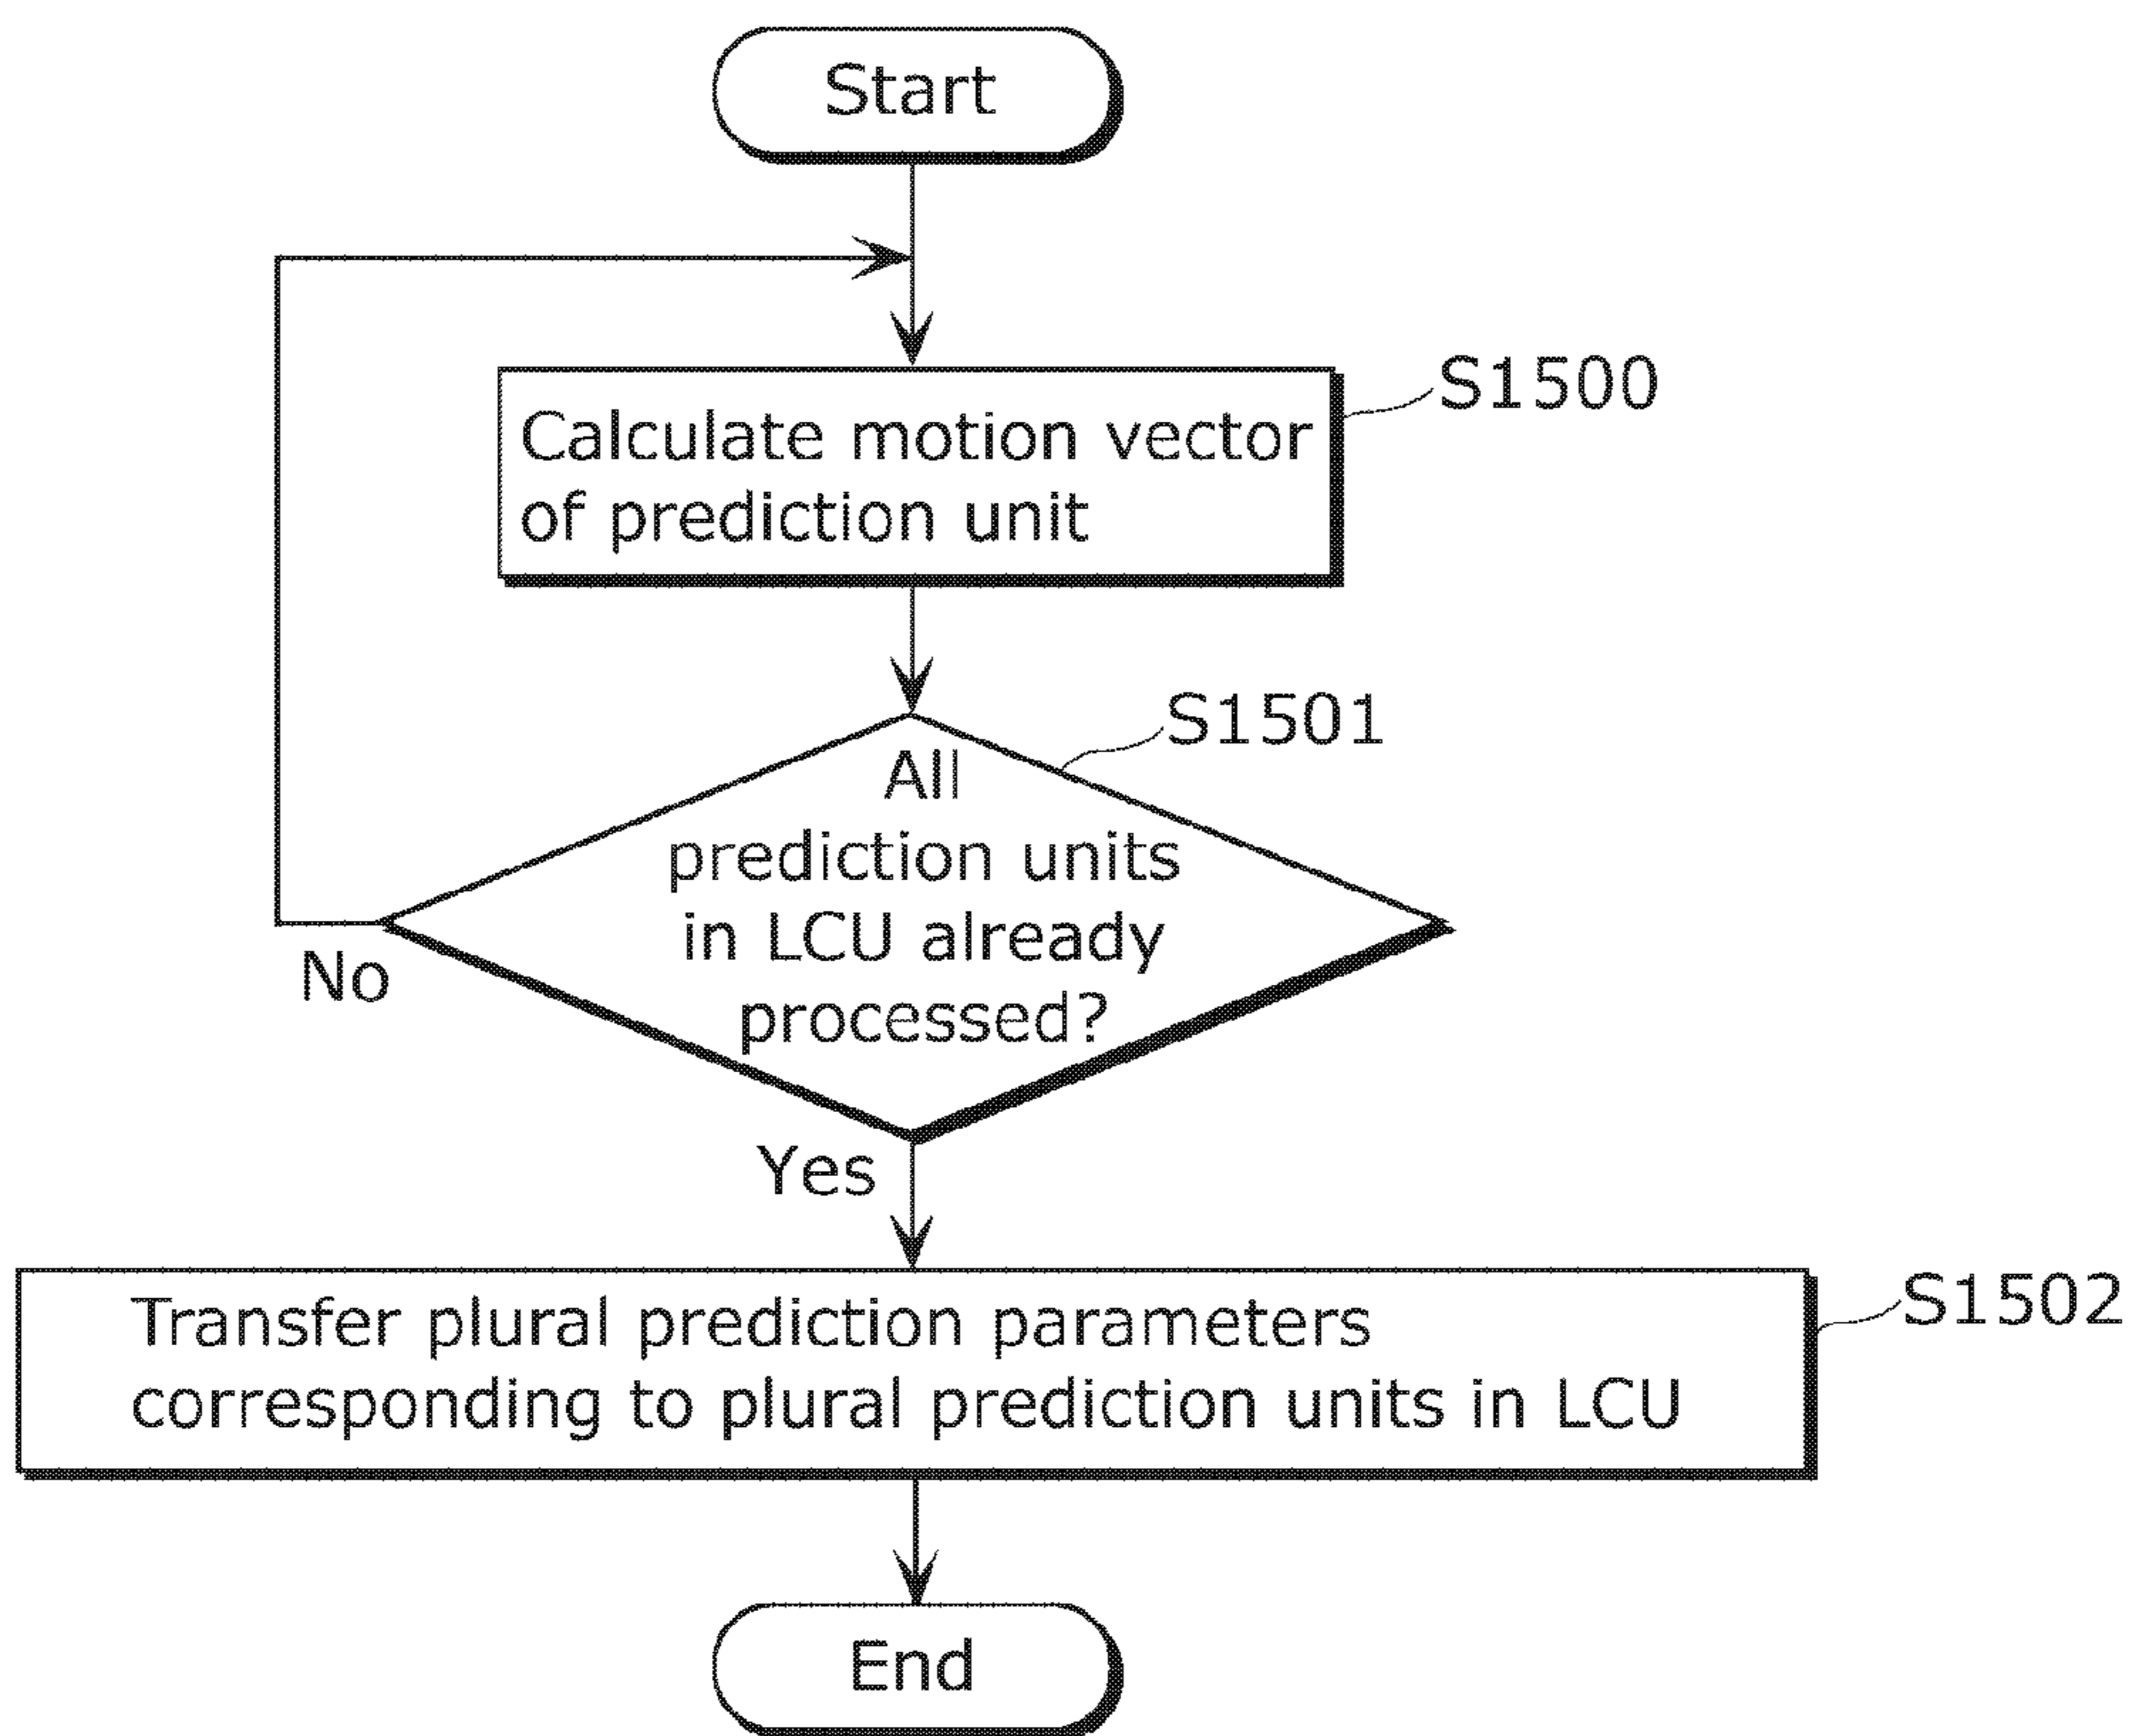 Start
S1500
Calculate motion vector
of prediction unit
S1501
All
prediction units
in LCU already
processed?
No
Yes
S1502
Transfer plural prediction parameters
corresponding to plural prediction units in LCU
End